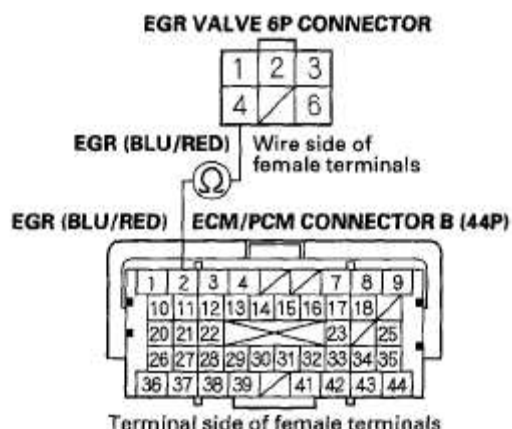 EGR VALVE 6P CONNECTOR
1 2 3
4 6
EGR (BLU/RED) Wire side of
female terminals
Ω
EGR (BLU/RED) ECM/PCM CONNECTOR B (44P)
1 2 3 4 7 8 9
10 11 12 13 14 15 16 17 18
20 21 22 23 25
26 27 28 29 30 31 32 33 34 35
36 37 38 39 41 42 43 44
Terminal side of female terminals